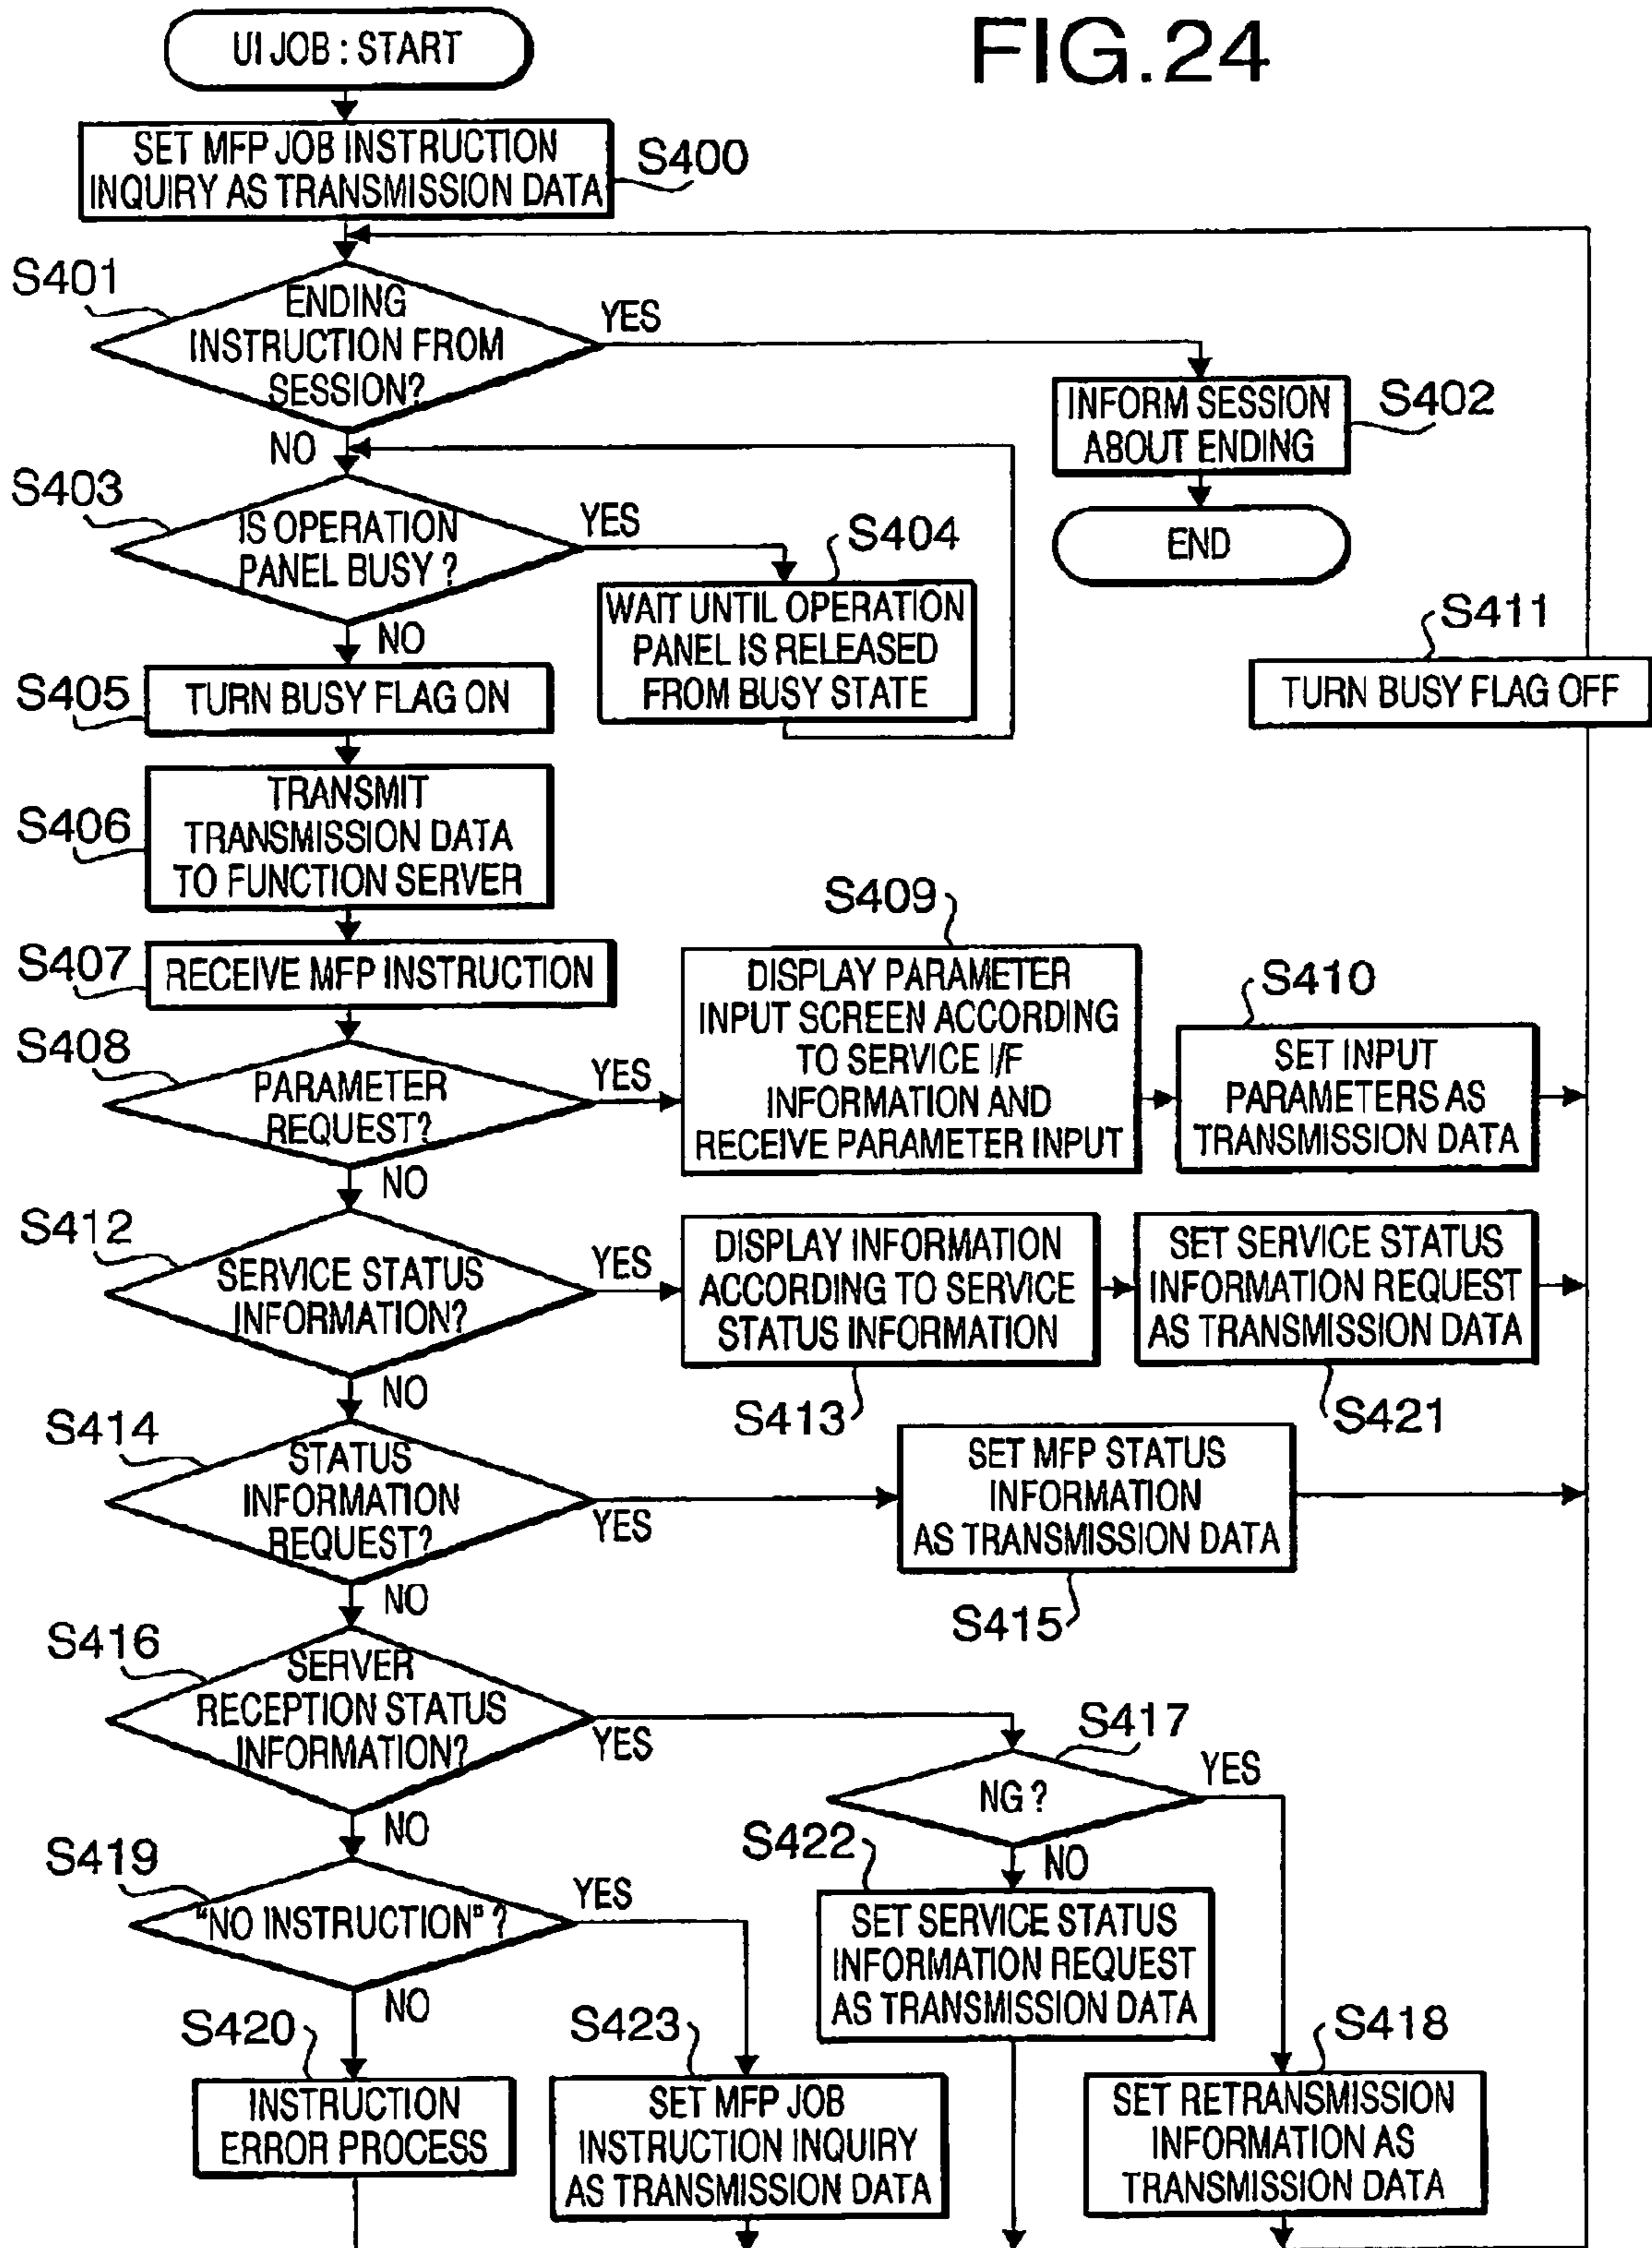 FIG.24
UI JOB : START
SET MFP JOB INSTRUCTION
INQUIRY AS TRANSMISSION DATA
S400
S401
ENDING
INSTRUCTION FROM
SESSION?
YES
NO
INFORM SESSION
ABOUT ENDING
S402
END
S403
IS OPERATION
PANEL BUSY ?
YES
NO
S404
WAIT UNTIL OPERATION
PANEL IS RELEASED
FROM BUSY STATE
S411
TURN BUSY FLAG OFF
S405
TURN BUSY FLAG ON
S406
TRANSMIT
TRANSMISSION DATA
TO FUNCTION SERVER
S407
RECEIVE MFP INSTRUCTION
S408
PARAMETER
REQUEST?
YES
NO
S409
DISPLAY PARAMETER
INPUT SCREEN ACCORDING
TO SERVICE I/F
INFORMATION AND
RECEIVE PARAMETER INPUT
S410
SET INPUT
PARAMETERS AS
TRANSMISSION DATA
S412
SERVICE STATUS
INFORMATION?
YES
NO
DISPLAY INFORMATION
ACCORDING TO SERVICE
STATUS INFORMATION
S413
SET SERVICE STATUS
INFORMATION REQUEST
AS TRANSMISSION DATA
S421
S414
STATUS
INFORMATION
REQUEST?
YES
NO
SET MFP STATUS
INFORMATION
AS TRANSMISSION DATA
S415
S416
SERVER
RECEPTION STATUS
INFORMATION?
YES
NO
S417
NG ?
YES
NO
S422
SET SERVICE STATUS
INFORMATION REQUEST
AS TRANSMISSION DATA
S419
"NO INSTRUCTION" ?
YES
NO
S420
INSTRUCTION
ERROR PROCESS
S423
SET MFP JOB
INSTRUCTION INQUIRY
AS TRANSMISSION DATA
S418
SET RETRANSMISSION
INFORMATION AS
TRANSMISSION DATA